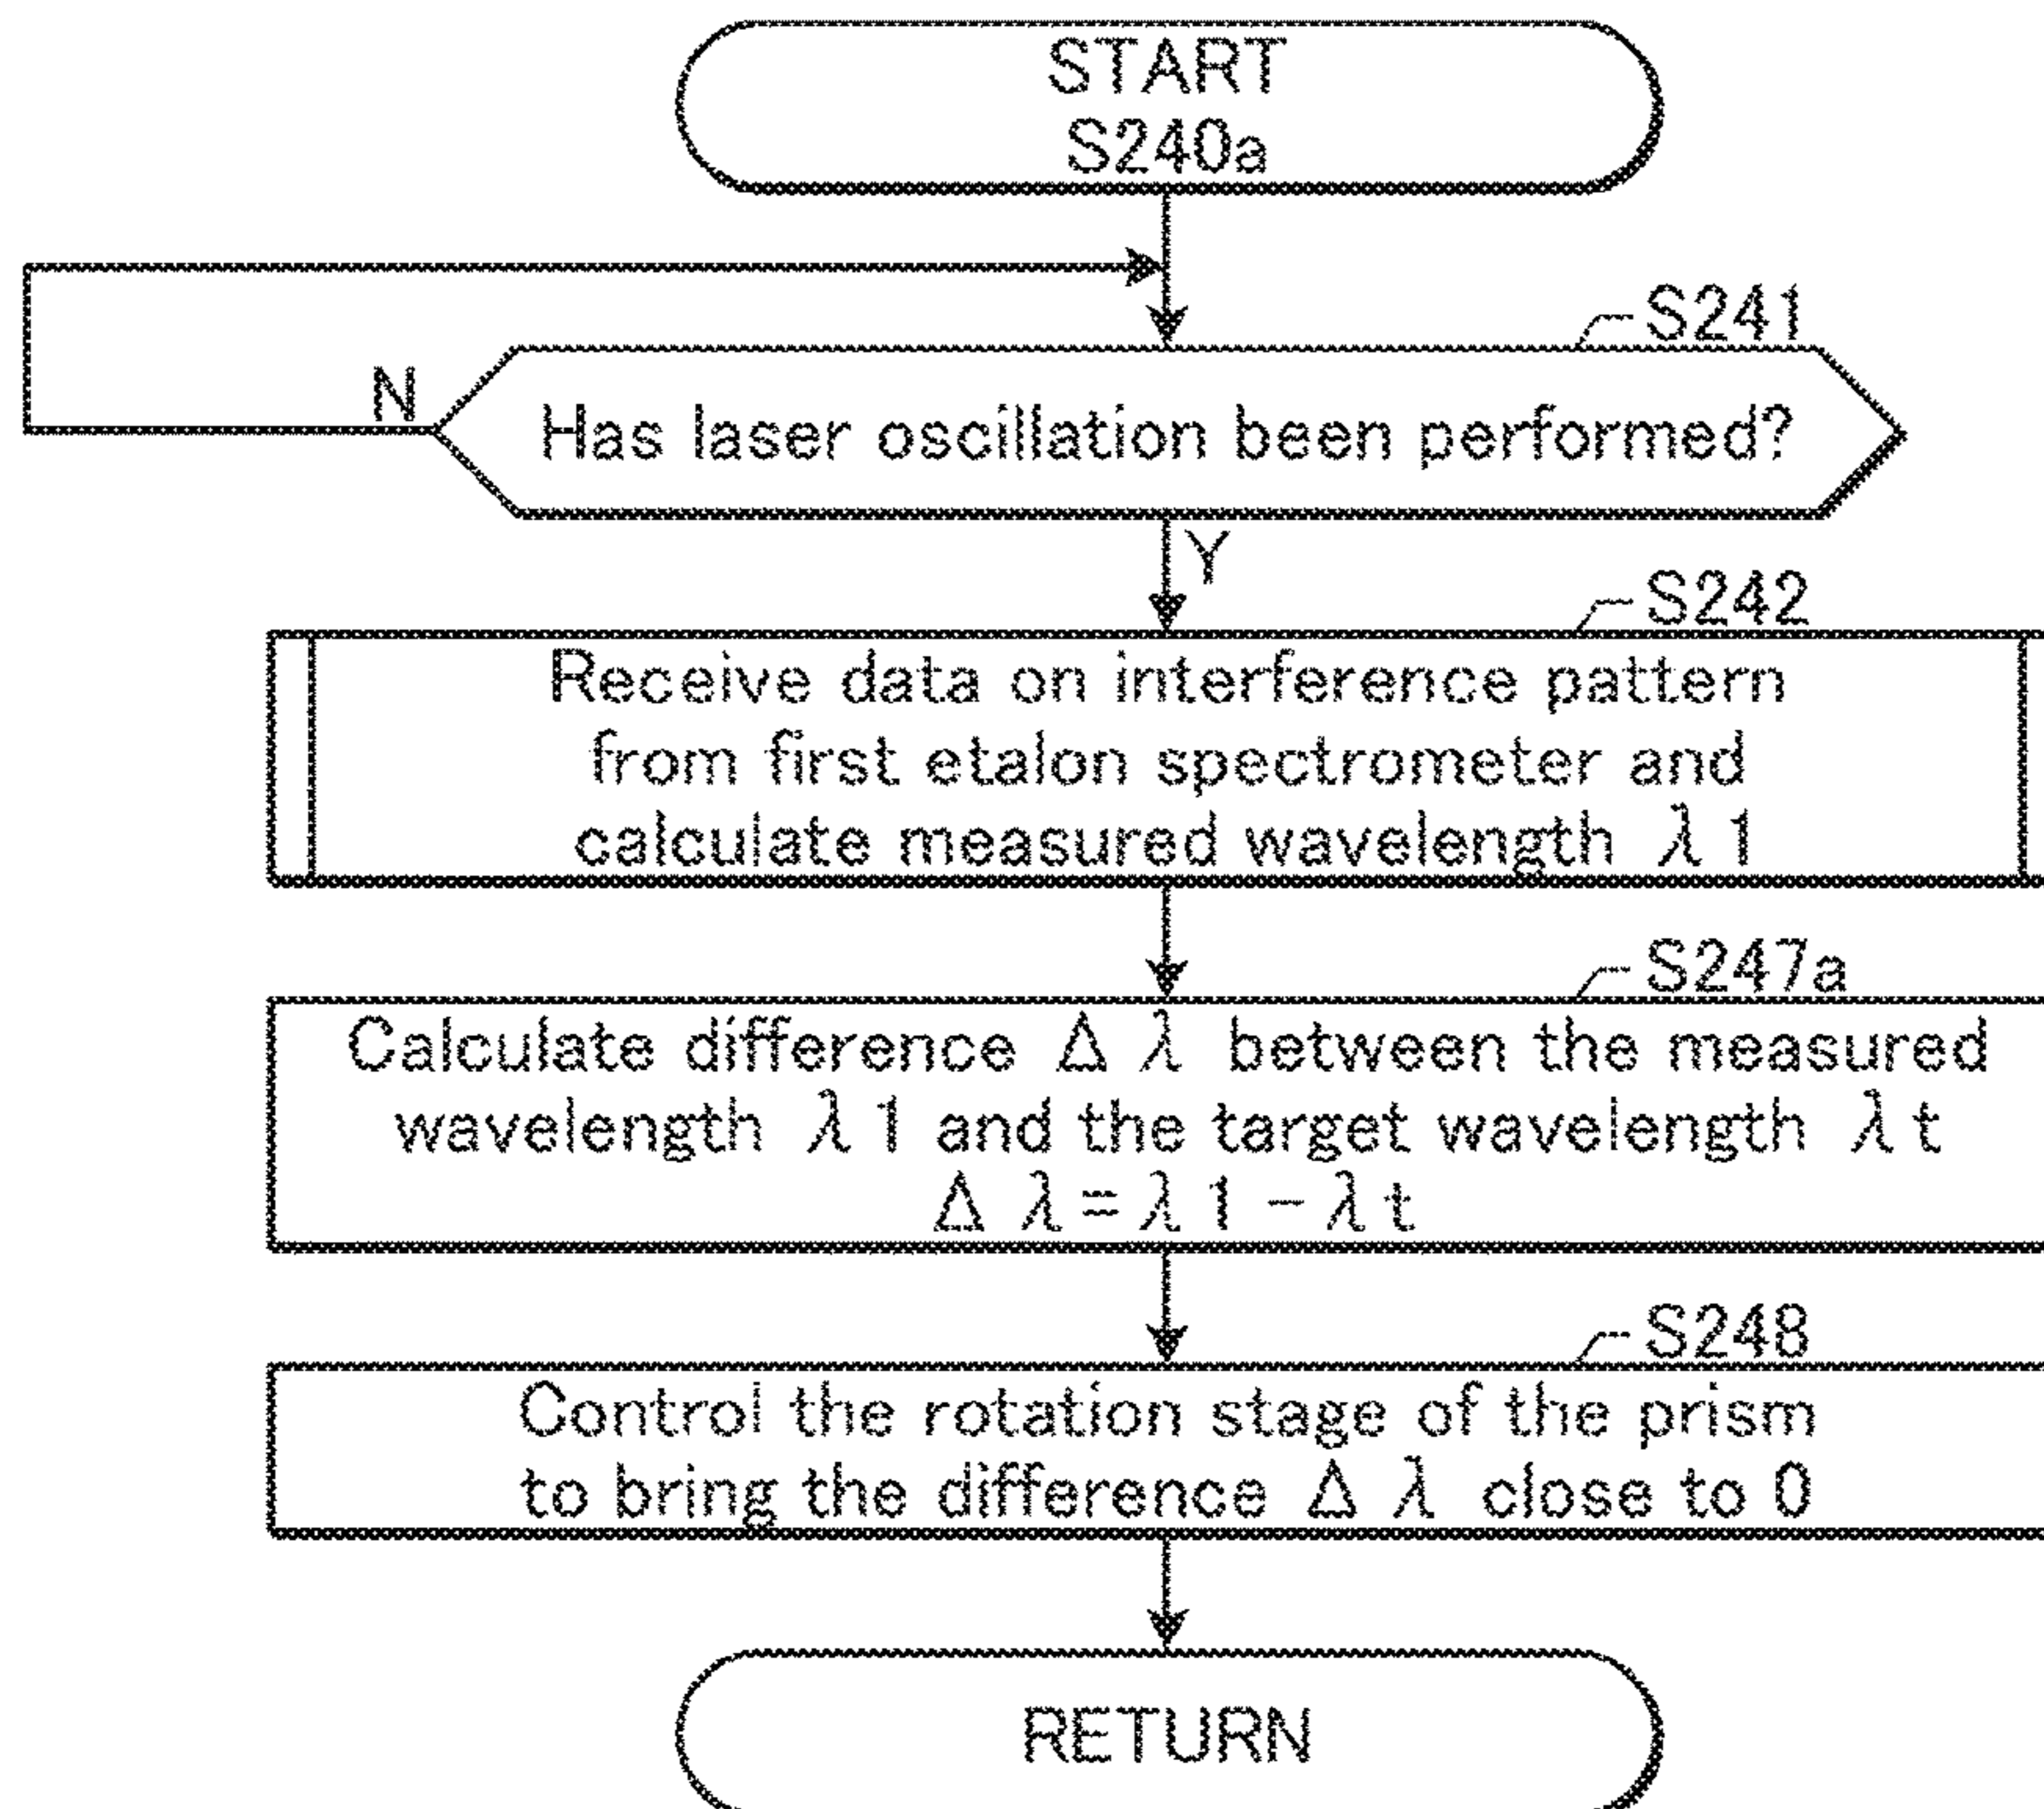 START
S240a
S241
N
Has laser oscillation been performed?
Y
S242
Receive data on interference pattern
from first etalon spectrometer and
calculate measured wavelength λ1
S247a
Calculate difference Δλ between the measured
wavelength λ1 and the target wavelength λt
Δλ=λ1-λt
S248
Control the rotation stage of the prism
to bring the difference Δλ close to 0
RETURN